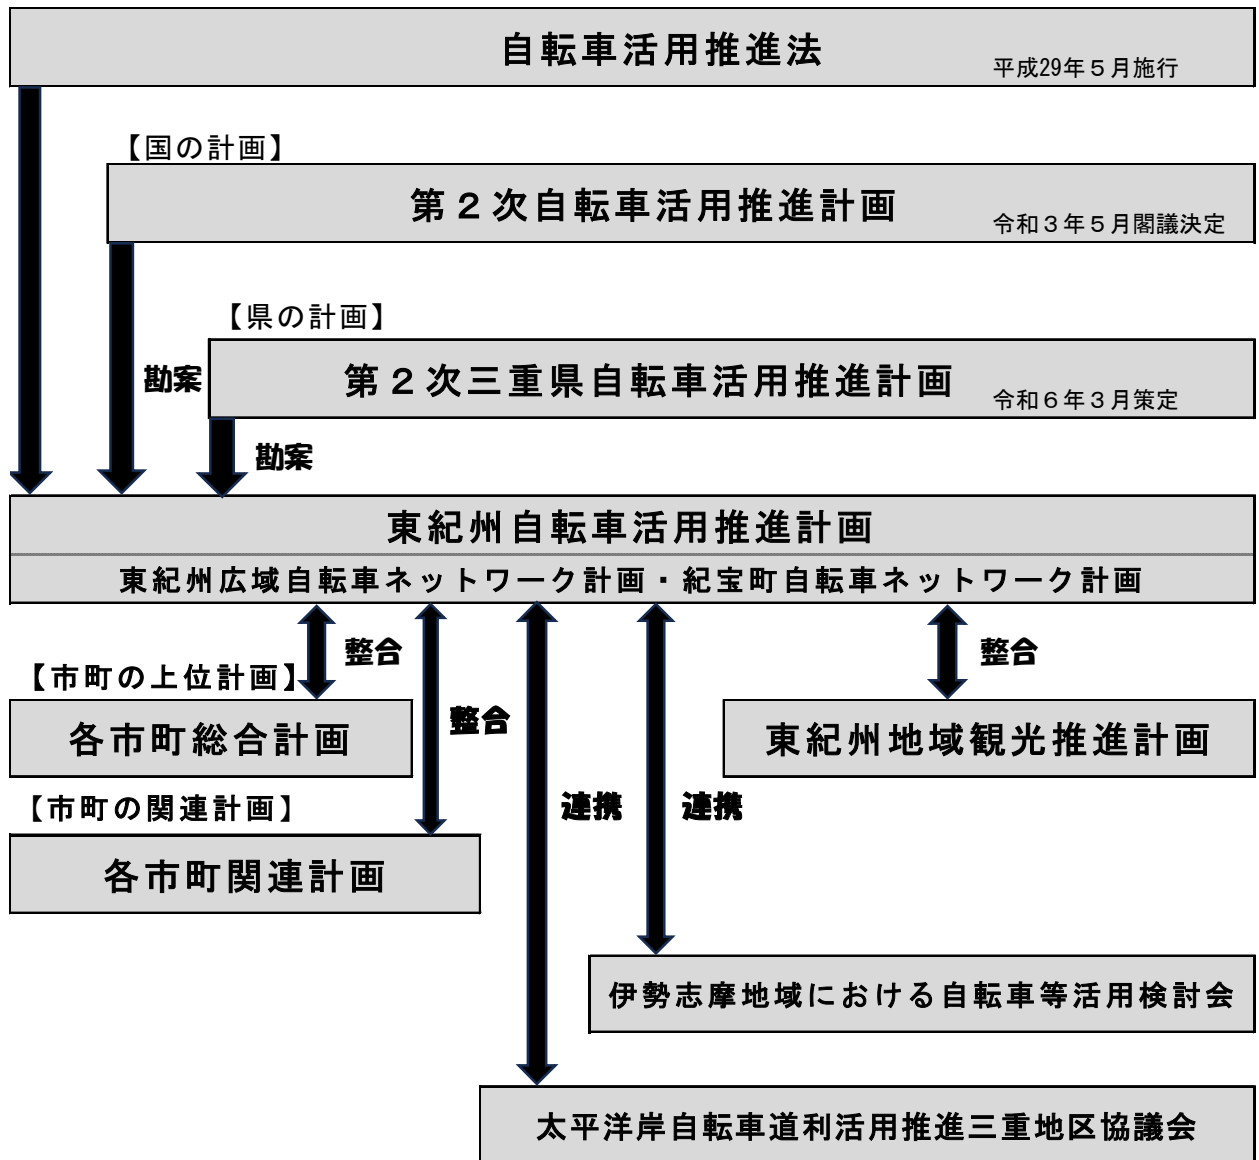 自転車活用推進法
平成29年５月施行
【国の計画】
第２次自転車活用推進計画
令和３年５月閣議決定
【県の計画】
勘案
第２次三重県自転車活用推進計画
令和６年３月策定
勘案
東紀州自転車活用推進計画
東紀州広域自転車ネットワーク計画・紀宝町自転車ネットワーク計画
整合
整合
【市町の上位計画】
各市町総合計画
整合
東紀州地域観光推進計画
【市町の関連計画】
連携
連携
各市町関連計画
伊勢志摩地域における自転車等活用検討会
太平洋岸自転車道利活用推進三重地区協議会